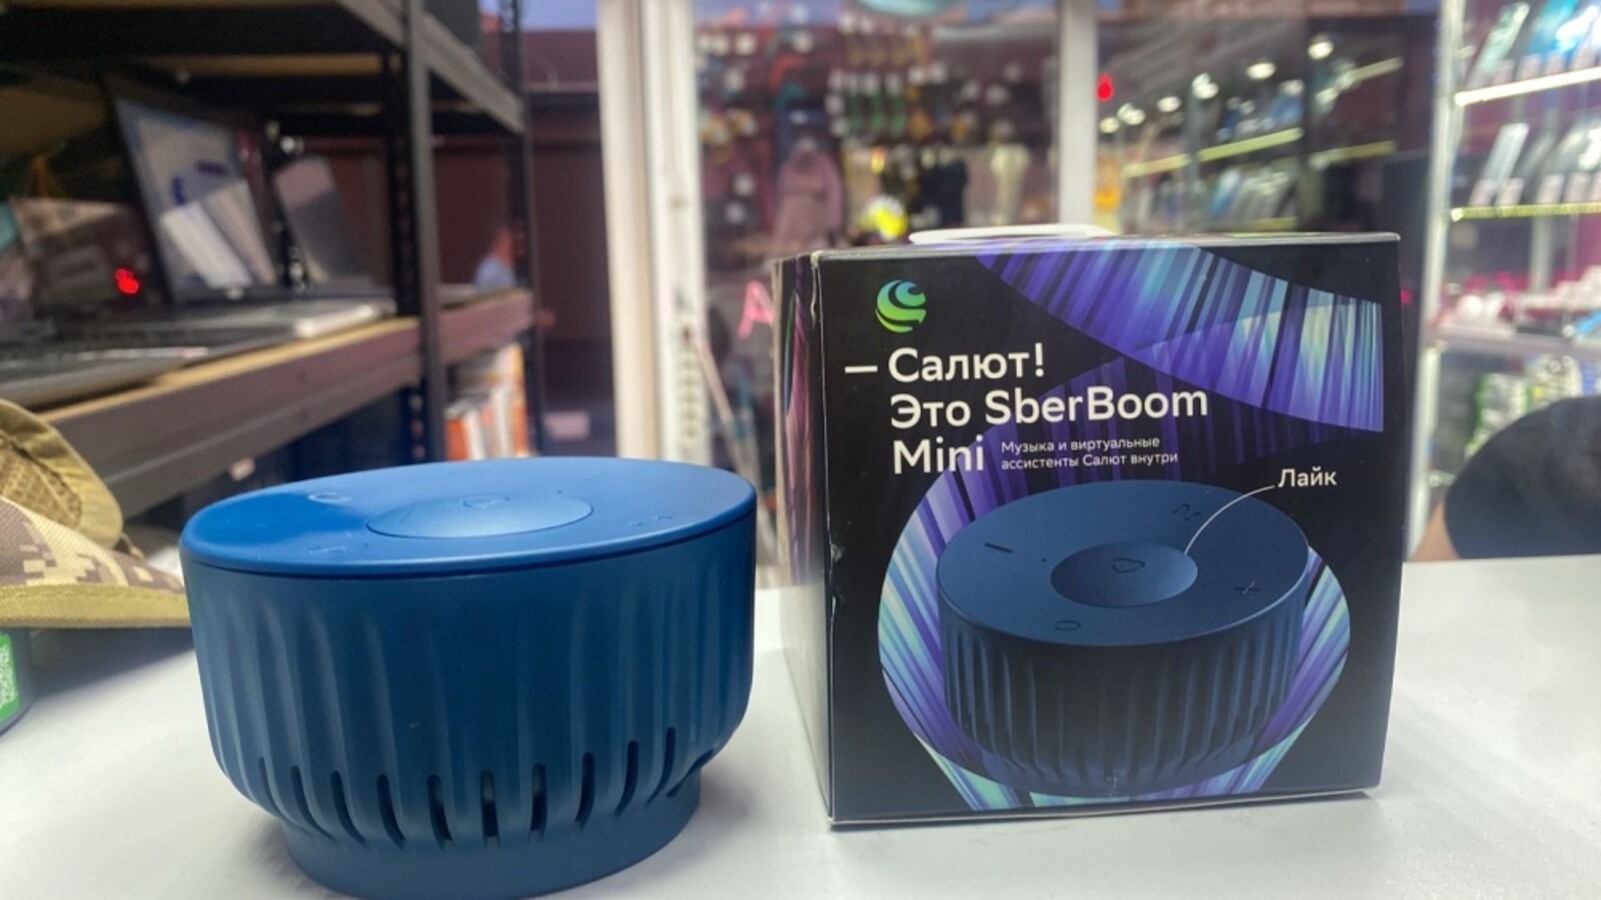 — Салют!
Это SberBoom
Mini
Музыка и виртуальные
ассистенты Салют внутри
Лайк